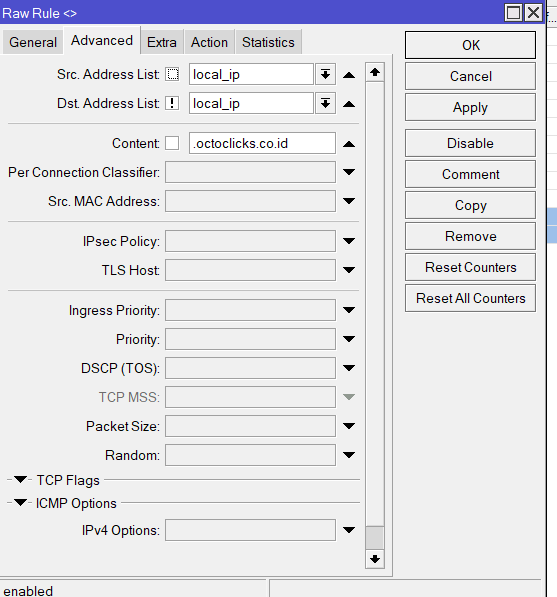 Raw Rule <>
General Advanced Extra Action Statistics
OK
Src. Address List: local_ip
Cancel
Dst. Address List: ! local_ip
Apply
Content: .octoclicks.co.id
Disable
Per Connection Classifier:
Comment
Src. MAC Address:
Copy
IPsec Policy:
Remove
TLS Host:
Reset Counters
Ingress Priority:
Reset All Counters
Priority:
DSCP (TOS):
TCP MSS:
Packet Size:
Random:
TCP Flags
ICMP Options
IPv4 Options:
enabled